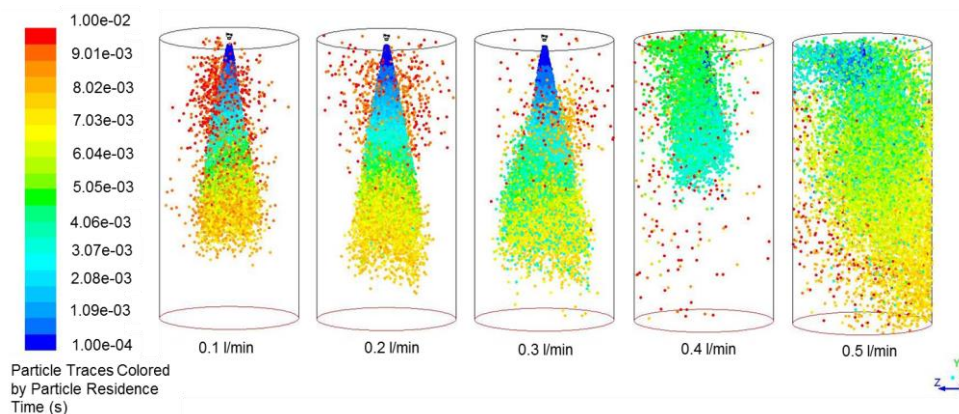 1.00e-02
9.01e-03
8.02e-03
7.03e-03
6.04e-03
5.05e-03
4.06e-03
3.07e-03
2.08e-03
1.09e-03
1.00e-04
Particle Traces Colored
by Particle Residence
Time (s)
0.1 l/min
0.2 l/min
0.3 l/min
0.4 l/min
0.5 l/min
Y
Z